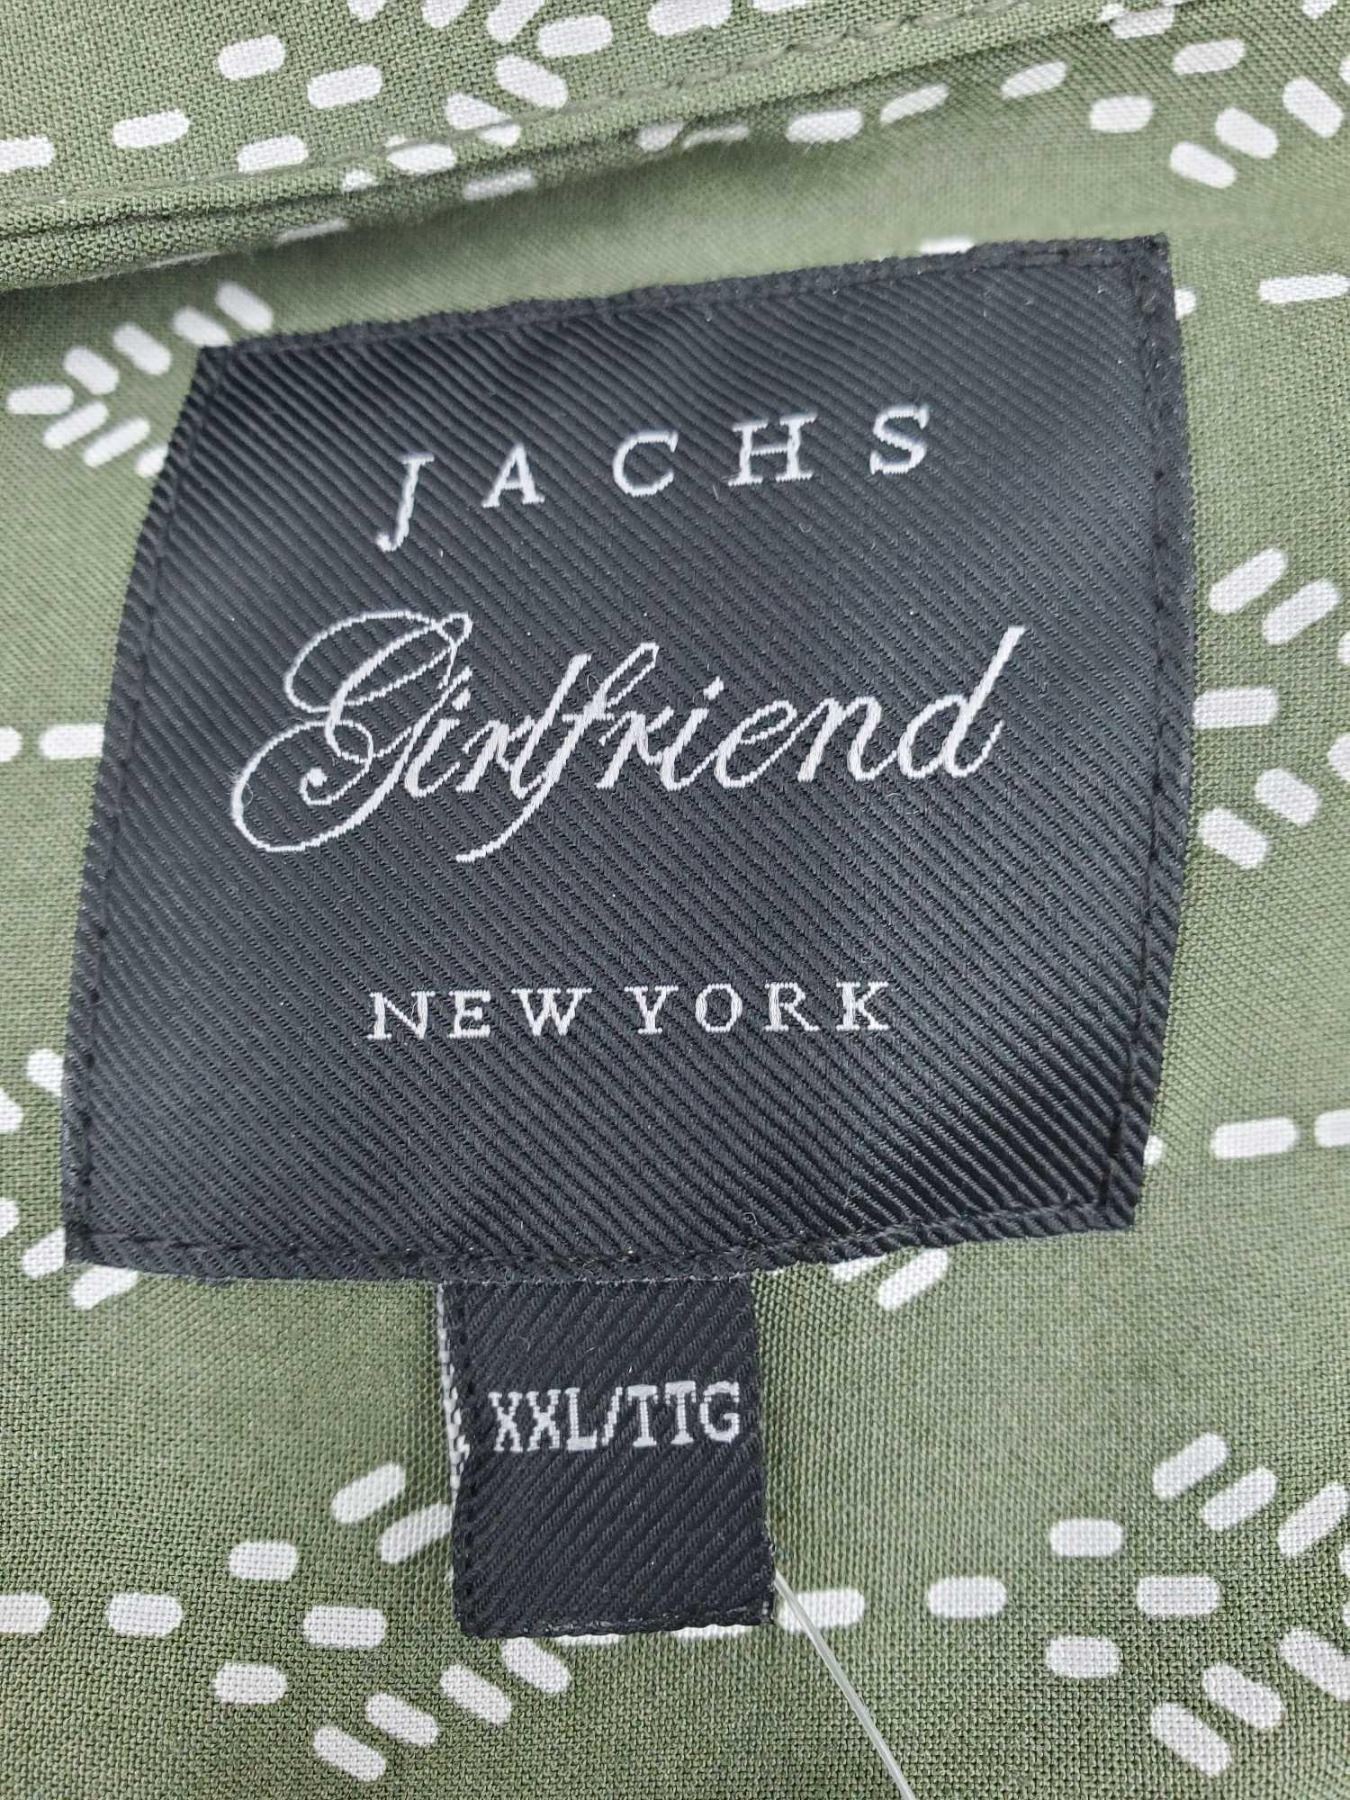 JACHS
Girlfriend
NEW YORK
XXL/TTG